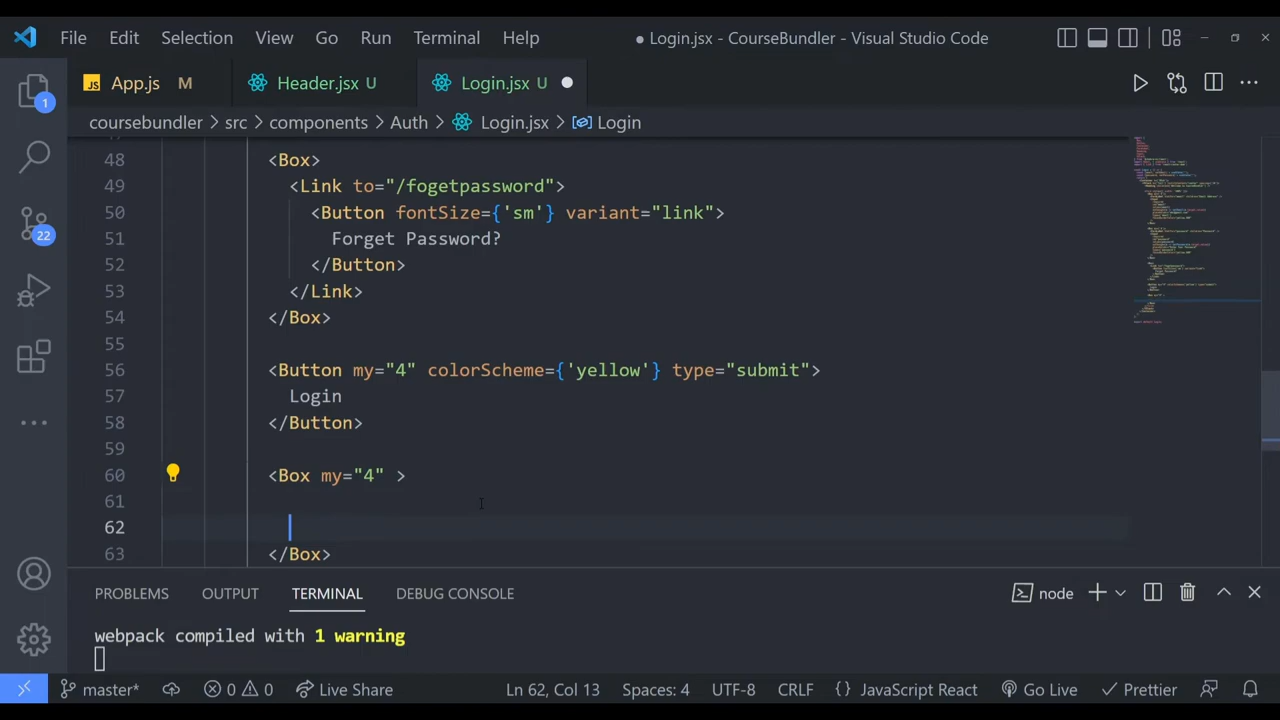 File Edit Selection View Go Run Terminal Help ● Login.jsx - CourseBundler - Visual Studio Code
JS App.js M Header.jsx U Login.jsx U
1
coursebundler > src > components > Auth > Login.jsx > Login
48 <Box>
49 <Link to="/fogetpassword">
50 <Button fontSize={'sm'} variant="link">
51 Forget Password?
52 </Button>
53 </Link>
54 </Box>
55
56 <Button my="4" colorScheme={'yellow'} type="submit">
57 Login
58 </Button>
59
60 <Box my="4" >
61
62
63 </Box>
22
PROBLEMS OUTPUT TERMINAL DEBUG CONSOLE node
webpack compiled with 1 warning
master* 0 0 Live Share Ln 62, Col 13 Spaces: 4 UTF-8 CRLF {} JavaScript React Go Live Prettier